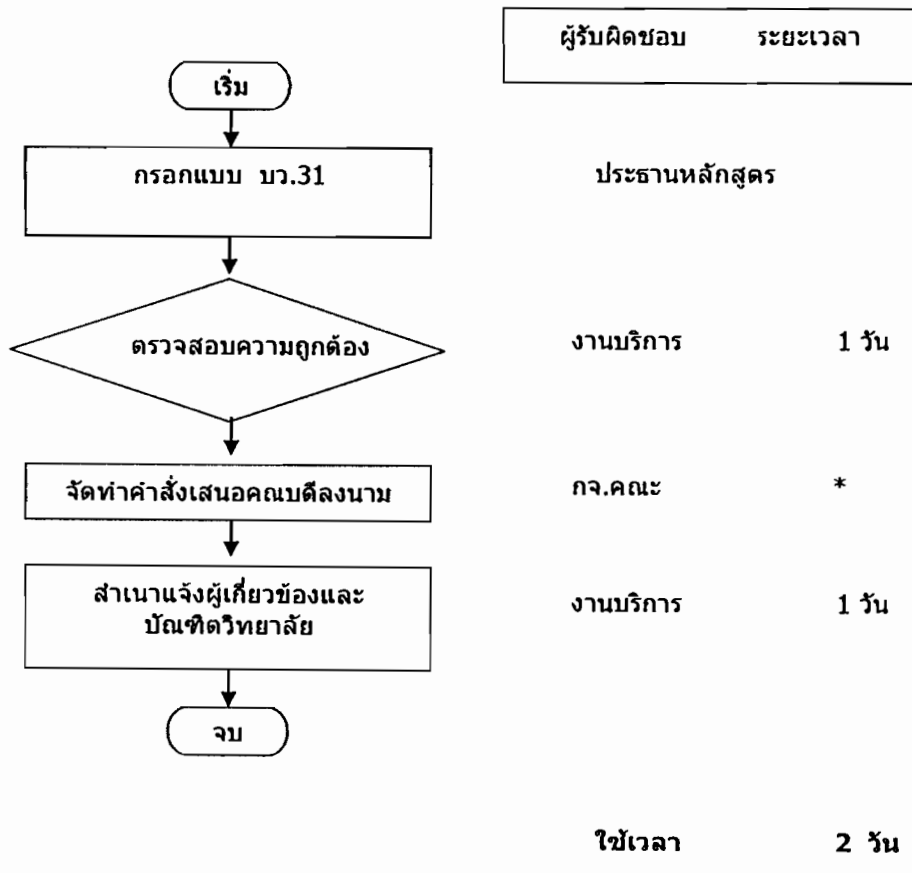 ผู้รับผิดชอบ ระยะเวลา
เริ่ม
กรอกแบบ บว.31 ประธานหลักสูตร
ตรวจสอบความถูกต้อง งานบริการ 1 วัน
จัดทำคำสั่งเสนอคณบดีลงนาม กจ.คณะ *
สำเนาแจ้งผู้เกี่ยวข้องและ
บัณฑิตวิทยาลัย งานบริการ 1 วัน
จบ
ใช้เวลา 2 วัน